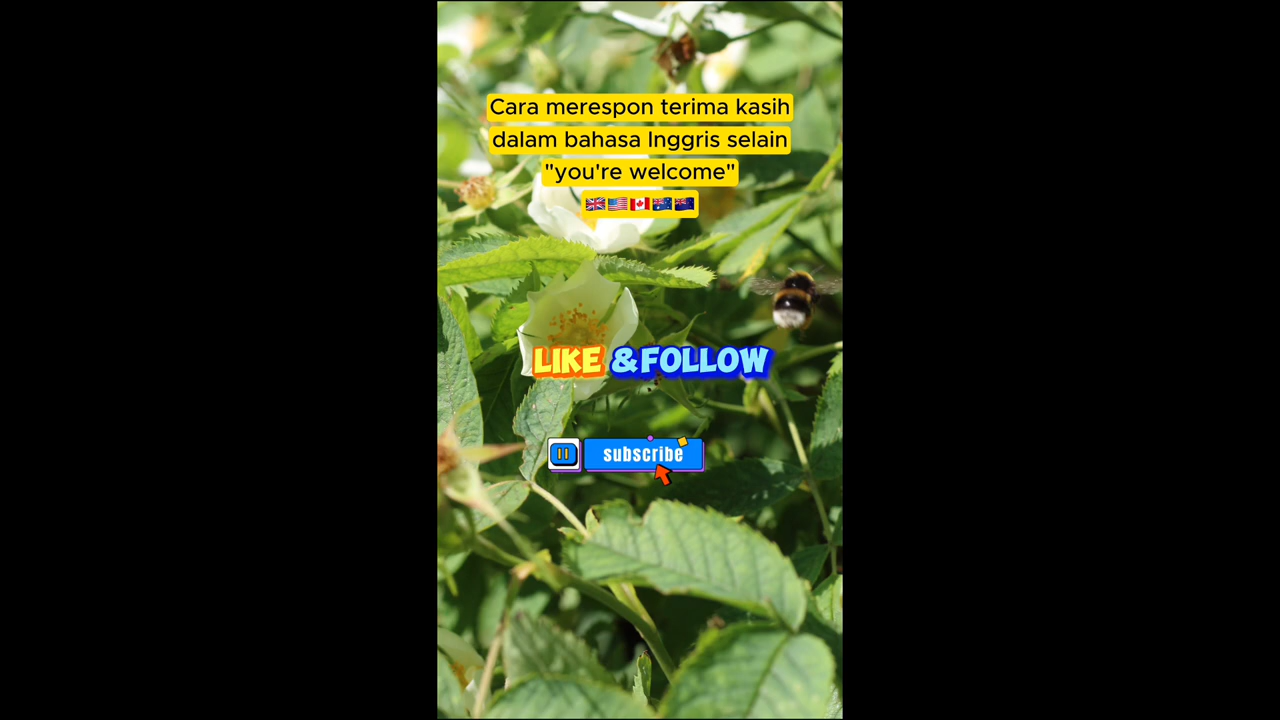 Cara merespon terima kasih
dalam bahasa Inggris selain
"you're welcome"
🇬🇧🇺🇸🇨🇦🇦🇺🇳🇿
LIKE &FOLLOW
subscribe